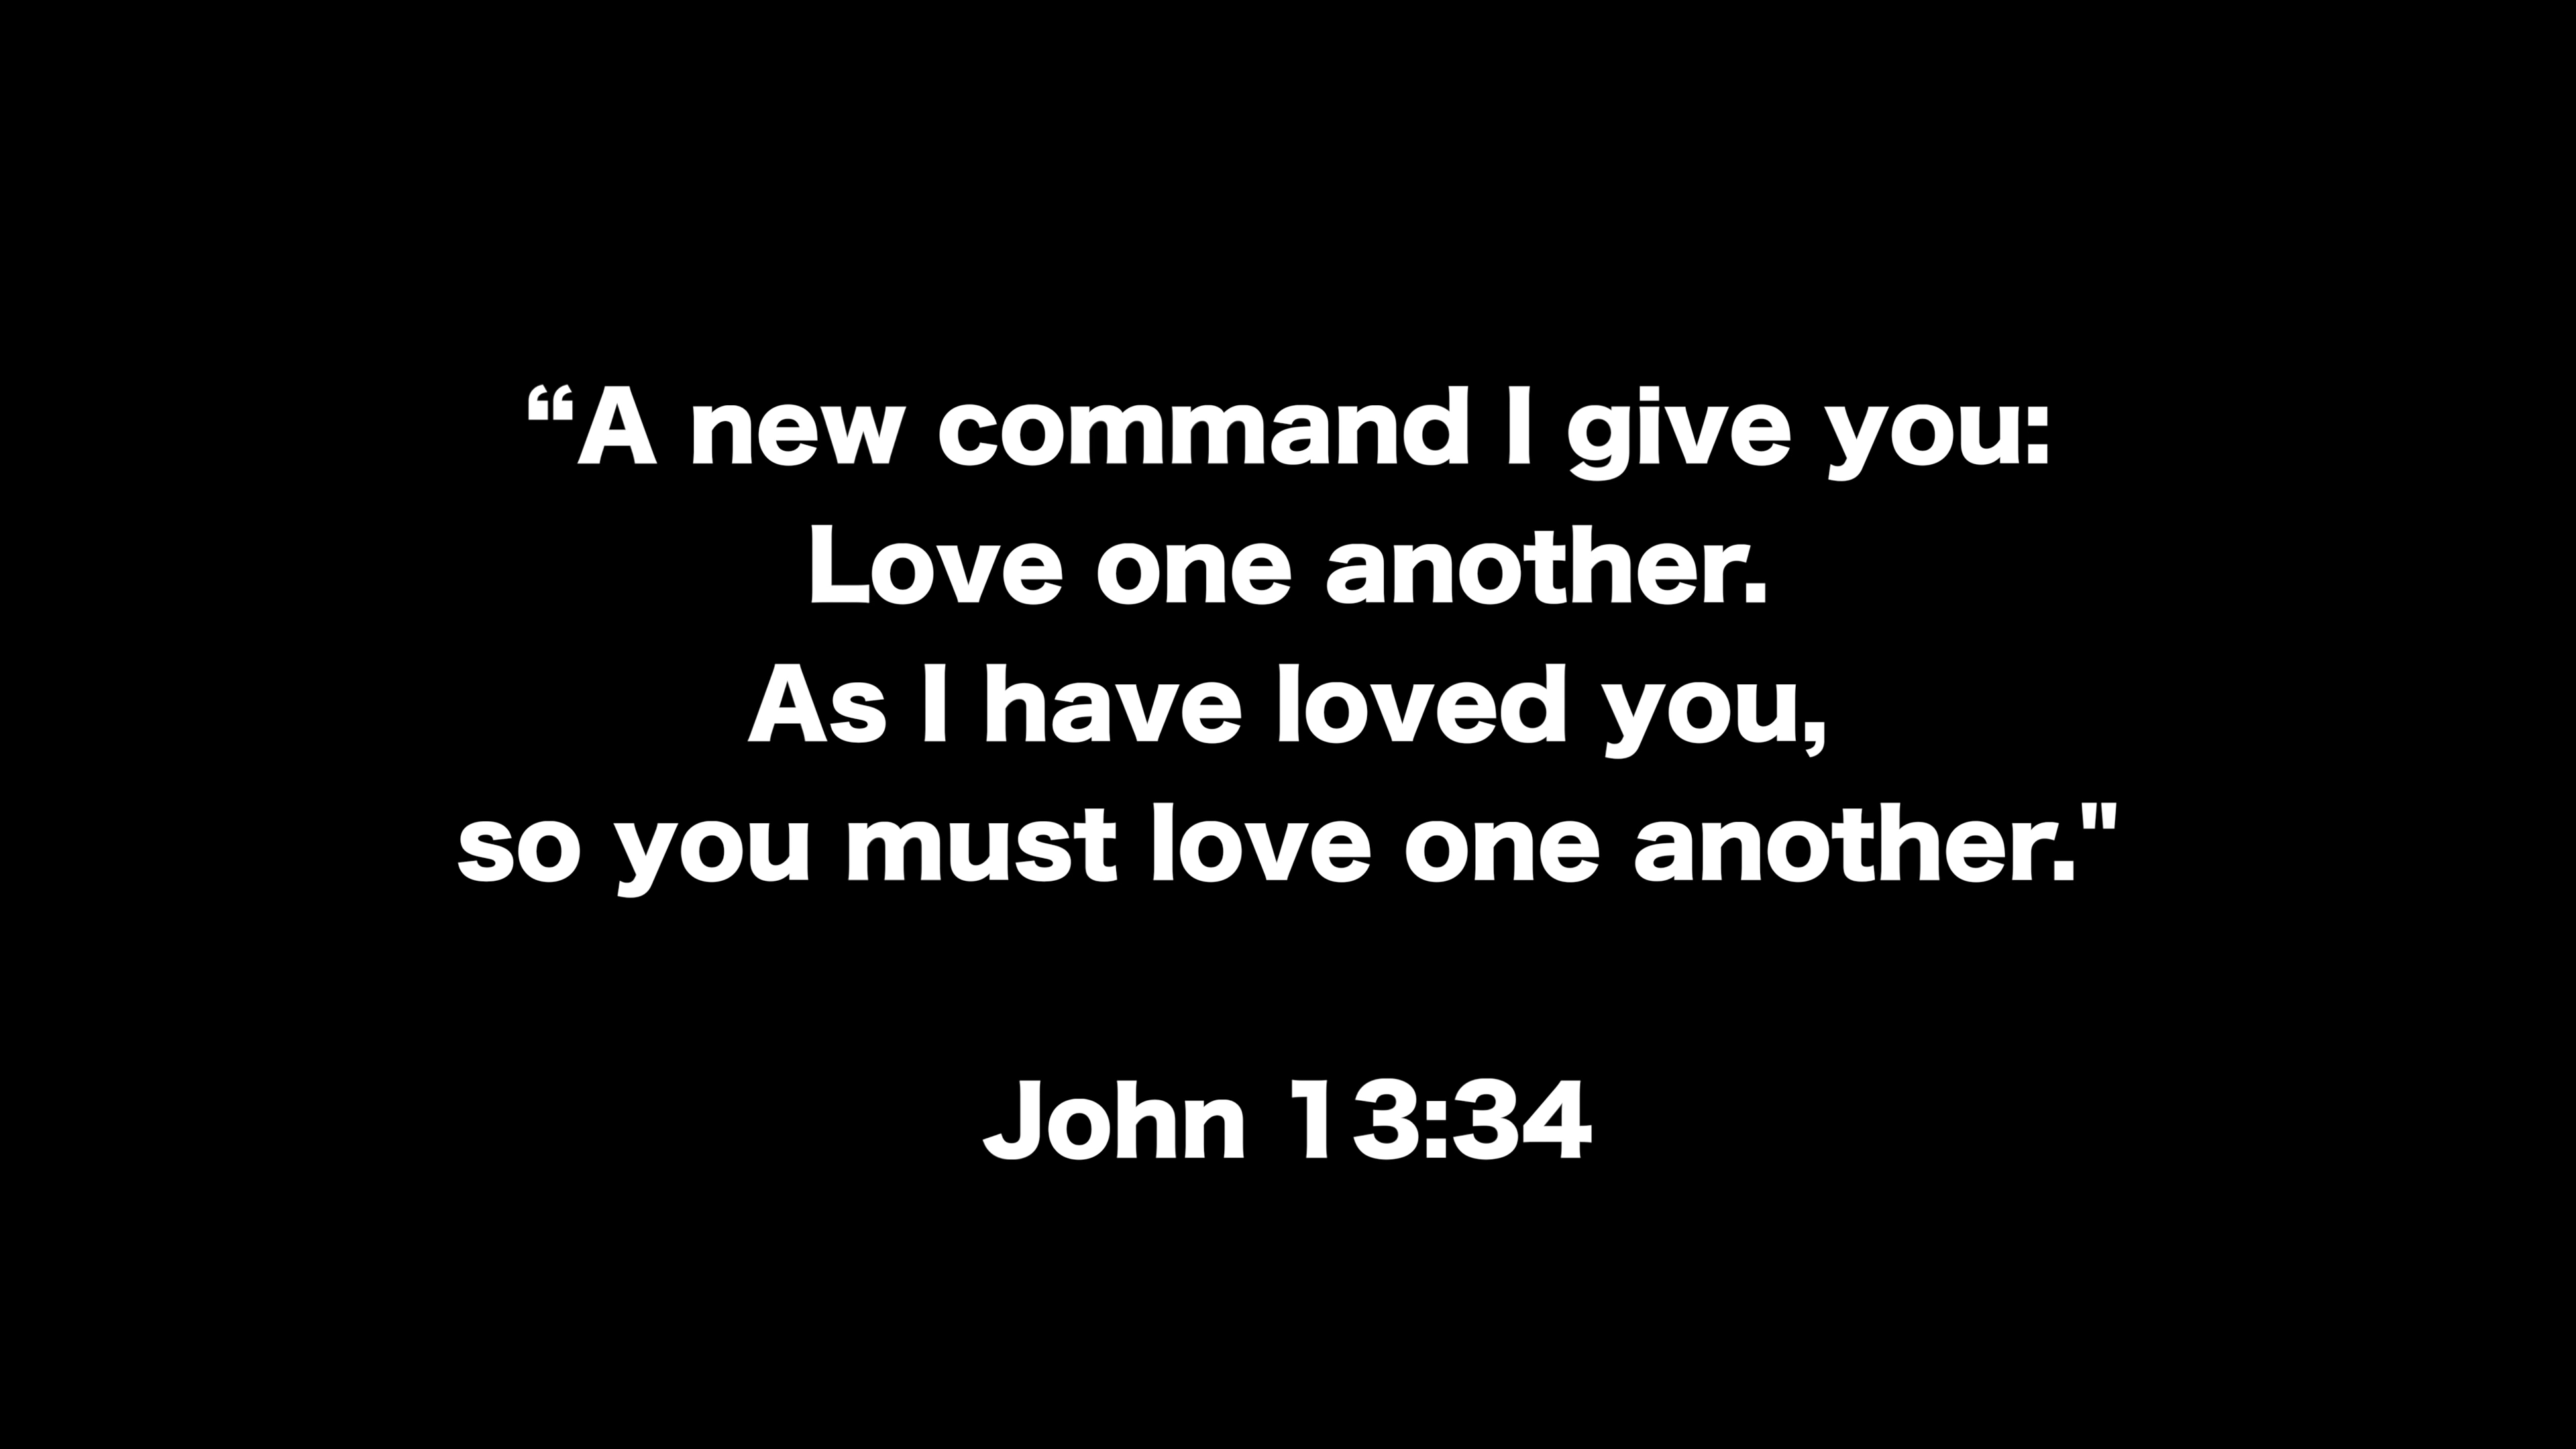 “A new command I give you:
Love one another.
As I have loved you,
so you must love one another."
John 13:34